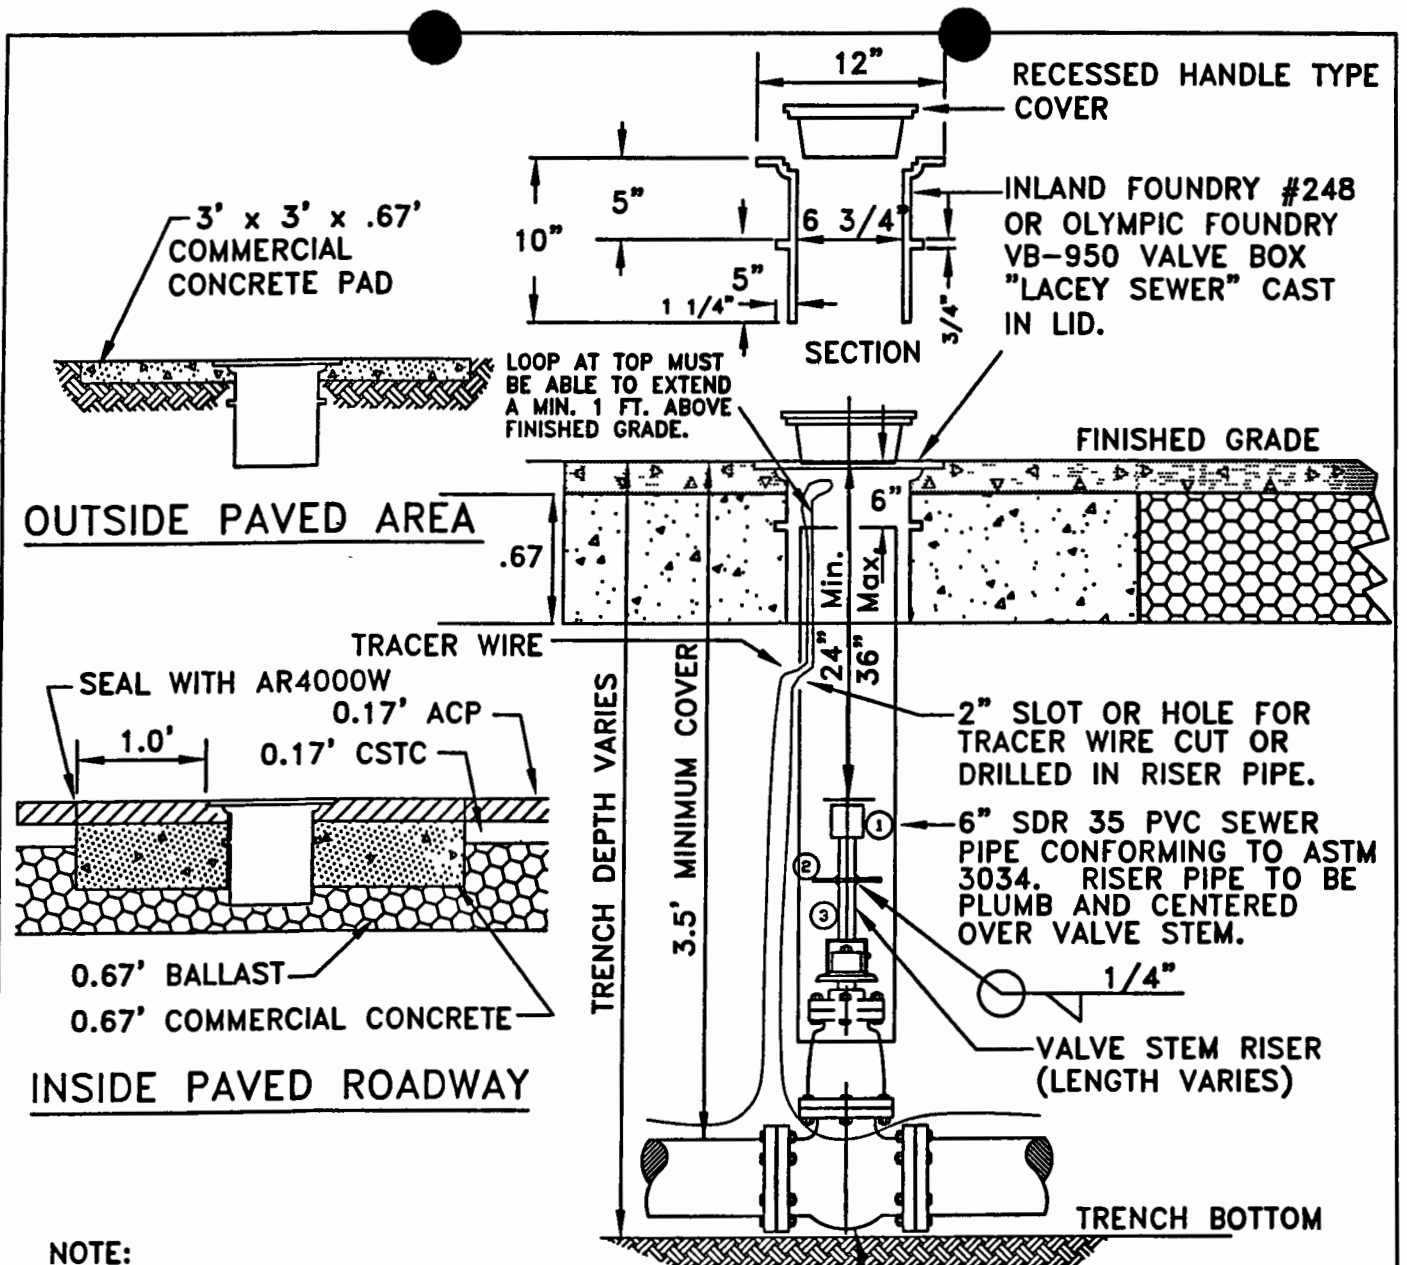 12"
RECESSED HANDLE TYPE
COVER
5"
10"
6 3/4"
5"
1 1/4"
3/4"
SECTION
INLAND FOUNDRY #248
OR OLYMPIC FOUNDRY
VB-950 VALVE BOX
"LACEY SEWER" CAST
IN LID.
3' x 3' x .67'
COMMERCIAL
CONCRETE PAD
OUTSIDE PAVED AREA
LOOP AT TOP MUST
BE ABLE TO EXTEND
A MIN. 1 FT. ABOVE
FINISHED GRADE.
FINISHED GRADE
6"
.67
24" Min.
36" Max.
TRACER WIRE
TRENCH DEPTH VARIES
3.5' MINIMUM COVER
SEAL WITH AR4000W
0.17' ACP
1.0'
0.17' CSTC
0.67' BALLAST
0.67' COMMERCIAL CONCRETE
INSIDE PAVED ROADWAY
2" SLOT OR HOLE FOR
TRACER WIRE CUT OR
DRILLED IN RISER PIPE.
1
2
3
6" SDR 35 PVC SEWER
PIPE CONFORMING TO ASTM
3034. RISER PIPE TO BE
PLUMB AND CENTERED
OVER VALVE STEM.
1/4"
VALVE STEM RISER
(LENGTH VARIES)
TRENCH BOTTOM
NOTE: